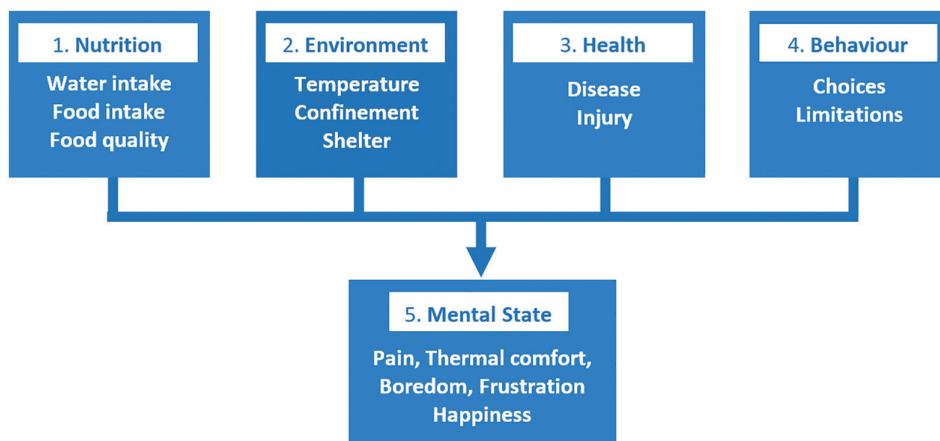 1. Nutrition
Water intake
Food intake
Food quality
2. Environment
Temperature
Confinement
Shelter
3. Health
Disease
Injury
4. Behaviour
Choices
Limitations
5. Mental State
Pain, Thermal comfort,
Boredom, Frustration
Happiness